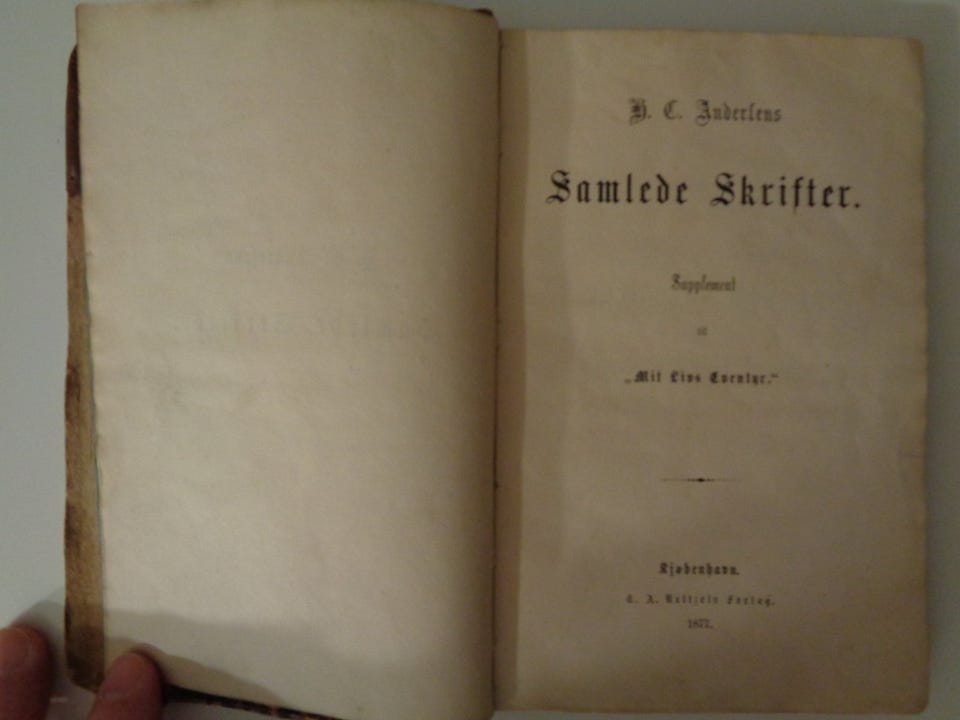 H. C. Andersens
Samlede Skrifter.
Supplement
til
„Mit Livs Eventyr.“
Kjøbenhavn.
C. A. Reitzels Forlag.
1877.